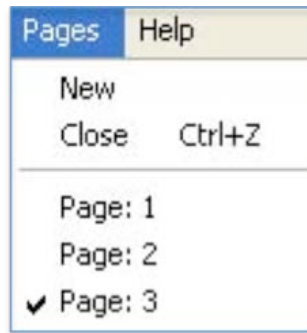 Pages Help
New
Close Ctrl+Z
Page: 1
Page: 2
✔ Page: 3